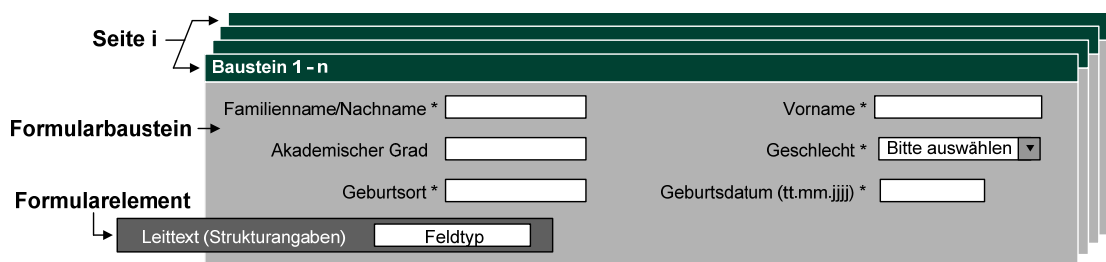 Seite i
Baustein 1 - n
Familienname/Nachname *
Vorname *
Formularbaustein
Akademischer Grad
Geschlecht *
Bitte auswählen
Geburtsort *
Geburtsdatum (tt.mm.jjjj) *
Formularelement
Leittext (Strukturangaben)
Feldtyp